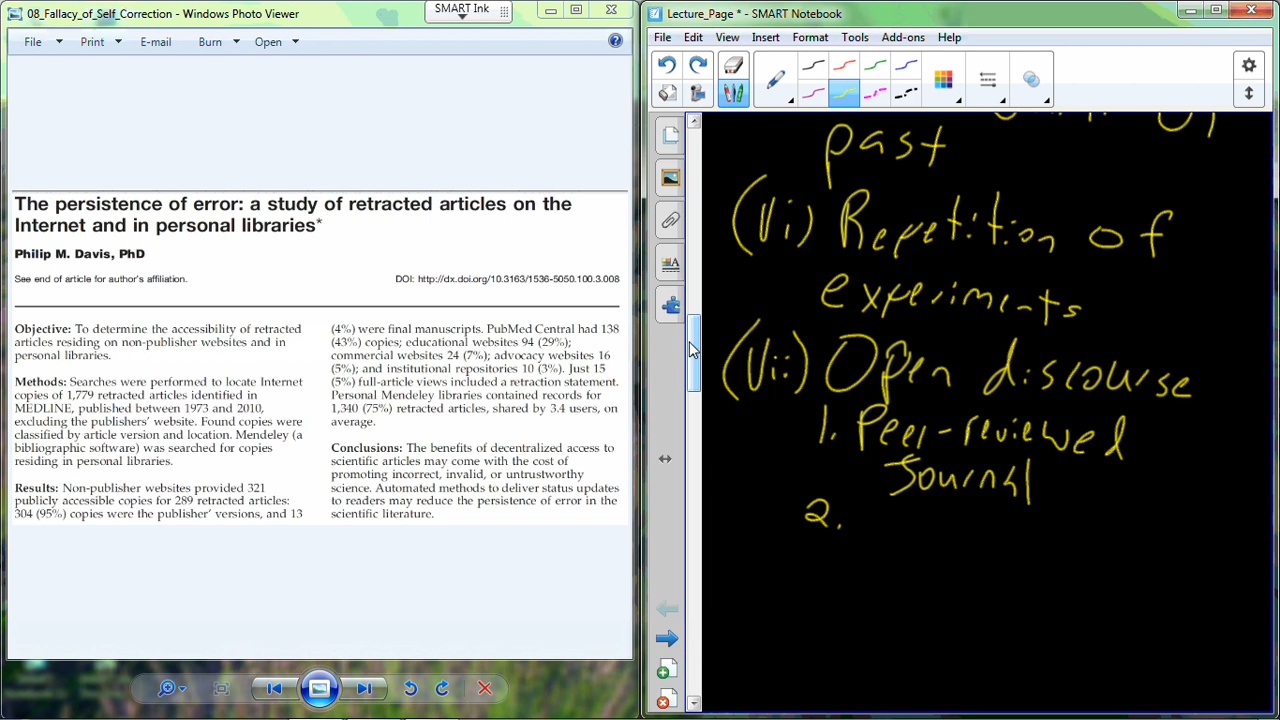 08_Fallacy_of_Self_Correction - Windows Photo Viewer
SMART Ink
File Print E-mail Burn Open
The persistence of error: a study of retracted articles on the
Internet and in personal libraries*
Philip M. Davis, PhD
See end of article for author's affiliation.
DOI: http://dx.doi.org/10.3163/1536-5050.100.3.008
Objective: To determine the accessibility of retracted
articles residing on non-publisher websites and in
personal libraries.
Methods: Searches were performed to locate Internet
copies of 1,779 retracted articles identified in
MEDLINE, published between 1973 and 2010,
excluding the publishers' website. Found copies were
classified by article version and location. Mendeley (a
bibliographic software) was searched for copies
residing in personal libraries.
Results: Non-publisher websites provided 321
publicly accessible copies for 289 retracted articles:
304 (95%) copies were the publisher' versions, and 13
(4%) were final manuscripts. PubMed Central had 138
(43%) copies; educational websites 94 (29%);
commercial websites 24 (7%); advocacy websites 16
(5%); and institutional repositories 10 (3%). Just 15
(5%) full-article views included a retraction statement.
Personal Mendeley libraries contained records for
1,340 (75%) retracted articles, shared by 3.4 users, on
average.
Conclusions: The benefits of decentralized access to
scientific articles may come with the cost of
promoting incorrect, invalid, or untrustworthy
science. Automated methods to deliver status updates
to readers may reduce the persistence of error in the
scientific literature.
Lecture_Page * - SMART Notebook
File Edit View Insert Format Tools Add-ons Help
past
(Vi) Repetition of
experiments
(Vii) Open discourse
1. Peer-reviewed
Journal
2.